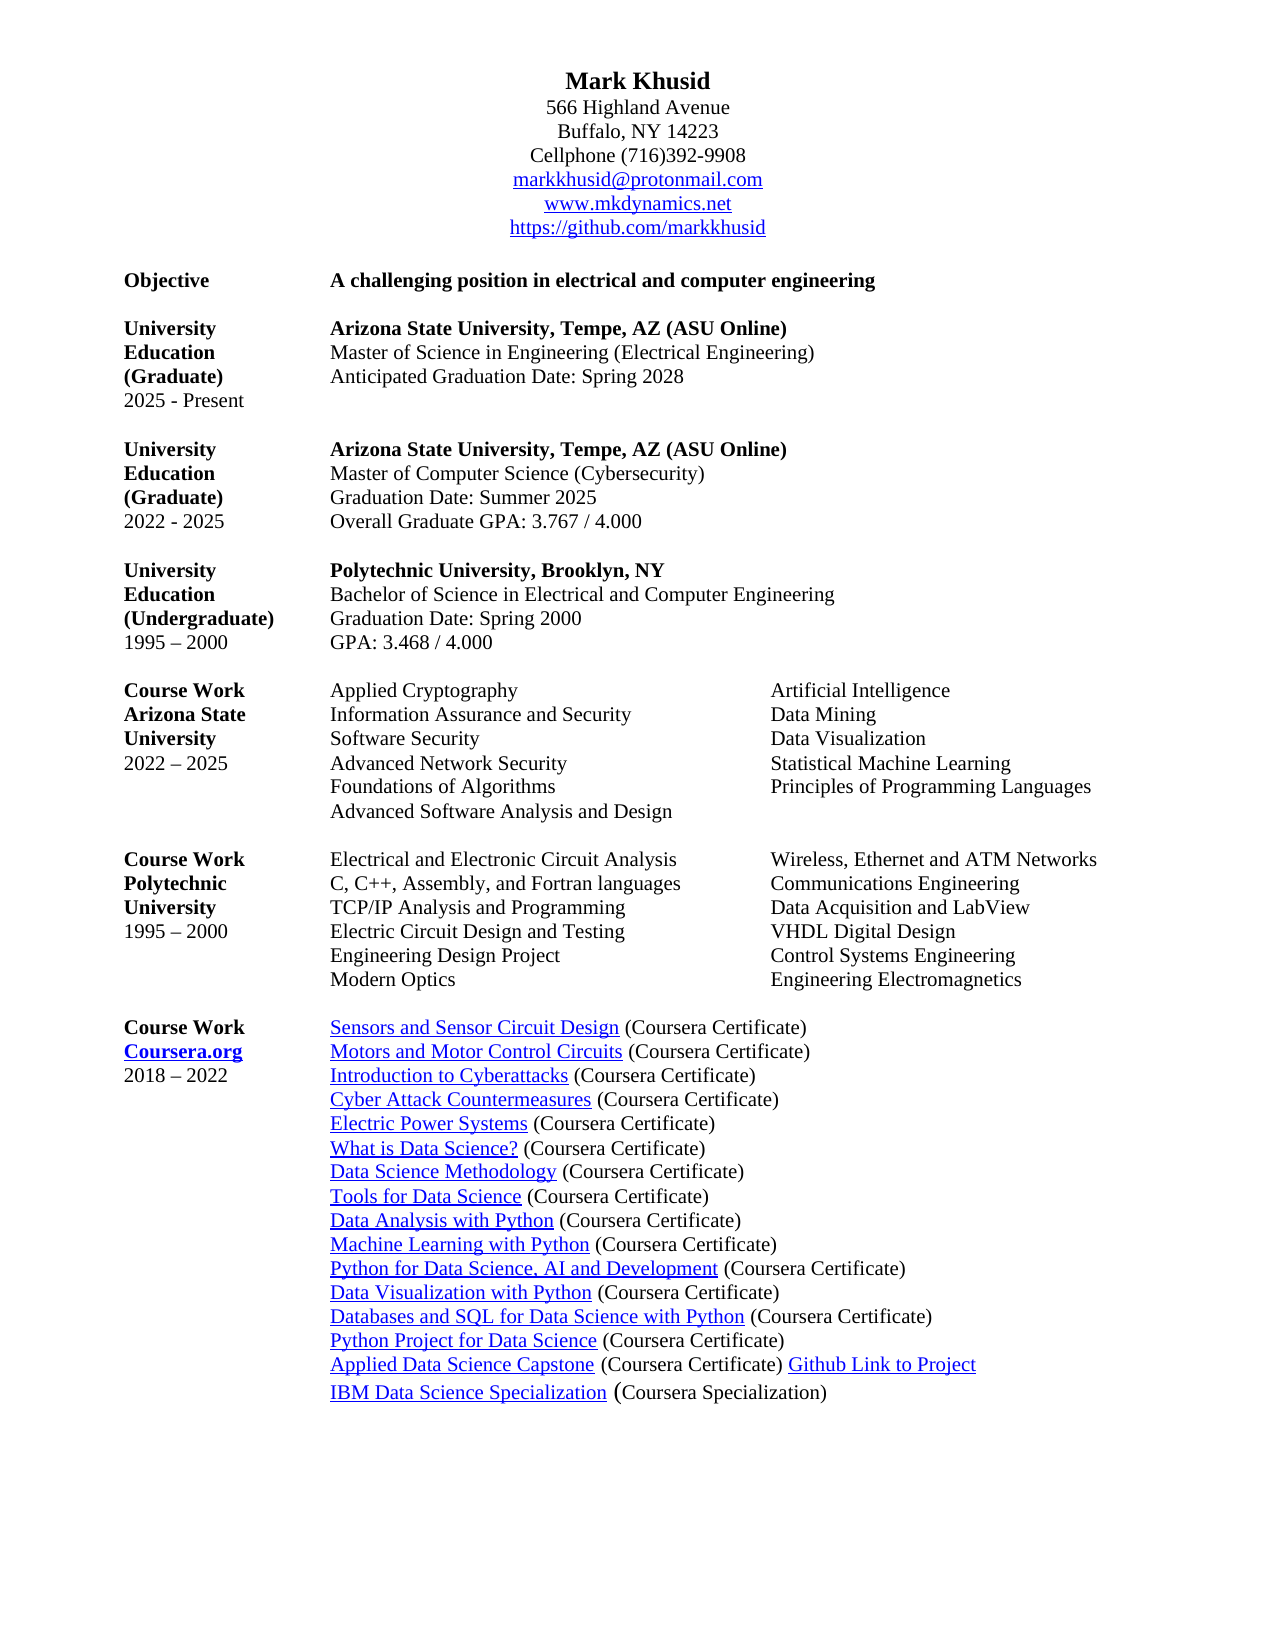 Mark Khusid
566 Highland Avenue
Buffalo, NY 14223
Cellphone (716)392-9908
markkhusid@protonmail.com
www.mkdynamics.net
https://github.com/markkhusid
Objective A challenging position in electrical and computer engineering
University Arizona State University, Tempe, AZ (ASU Online)
Education Master of Science in Engineering (Electrical Engineering)
(Graduate) Anticipated Graduation Date: Spring 2028
2025 - Present
University Arizona State University, Tempe, AZ (ASU Online)
Education Master of Computer Science (Cybersecurity)
(Graduate) Graduation Date: Summer 2025
2022 - 2025 Overall Graduate GPA: 3.767 / 4.000
University Polytechnic University, Brooklyn, NY
Education Bachelor of Science in Electrical and Computer Engineering
(Undergraduate) Graduation Date: Spring 2000
1995 – 2000 GPA: 3.468 / 4.000
Course Work Applied Cryptography Artificial Intelligence
Arizona State Information Assurance and Security Data Mining
University Software Security Data Visualization
2022 – 2025 Advanced Network Security Statistical Machine Learning
Foundations of Algorithms Principles of Programming Languages
Advanced Software Analysis and Design
Course Work Electrical and Electronic Circuit Analysis Wireless, Ethernet and ATM Networks
Polytechnic C, C++, Assembly, and Fortran languages Communications Engineering
University TCP/IP Analysis and Programming Data Acquisition and LabView
1995 – 2000 Electric Circuit Design and Testing VHDL Digital Design
Engineering Design Project Control Systems Engineering
Modern Optics Engineering Electromagnetics
Course Work Sensors and Sensor Circuit Design (Coursera Certificate)
Coursera.org Motors and Motor Control Circuits (Coursera Certificate)
2018 – 2022 Introduction to Cyberattacks (Coursera Certificate)
Cyber Attack Countermeasures (Coursera Certificate)
Electric Power Systems (Coursera Certificate)
What is Data Science? (Coursera Certificate)
Data Science Methodology (Coursera Certificate)
Tools for Data Science (Coursera Certificate)
Data Analysis with Python (Coursera Certificate)
Machine Learning with Python (Coursera Certificate)
Python for Data Science, AI and Development (Coursera Certificate)
Data Visualization with Python (Coursera Certificate)
Databases and SQL for Data Science with Python (Coursera Certificate)
Python Project for Data Science (Coursera Certificate)
Applied Data Science Capstone (Coursera Certificate) Github Link to Project
IBM Data Science Specialization (Coursera Specialization)